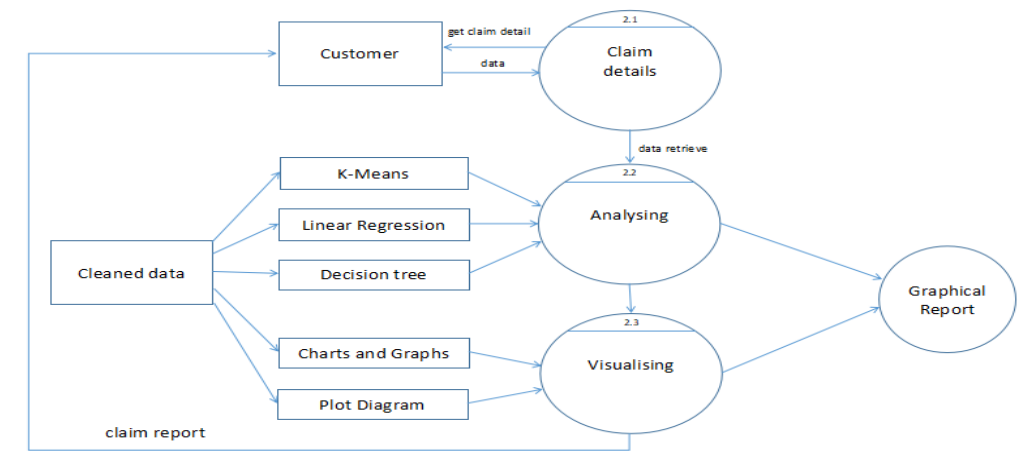 2.1
get claim detail
Customer
Claim
details
data
data retrieve
2.2
K-Means
Analysing
Linear Regression
Cleaned data
Decision tree
Graphical
Report
2.3
Charts and Graphs
Visualising
Plot Diagram
claim report